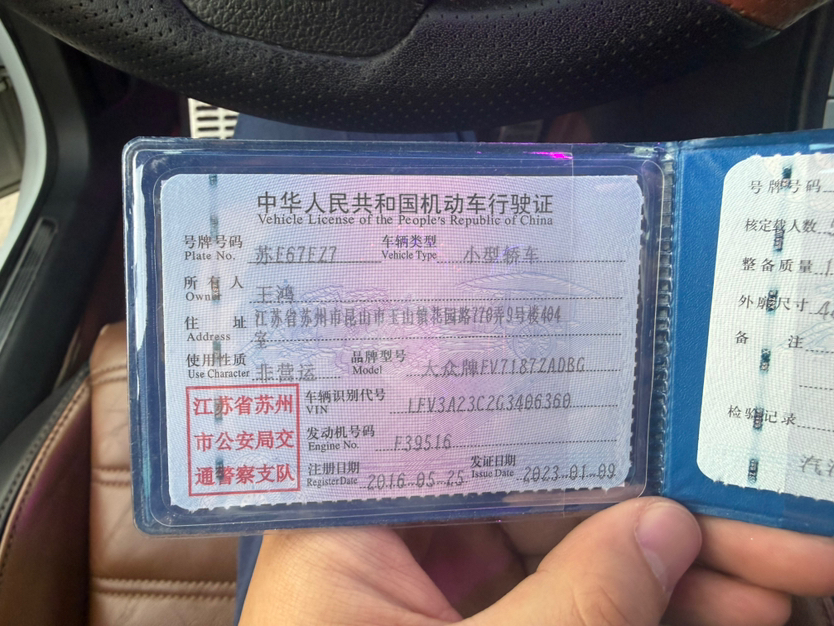 中华人民共和国机动车行驶证
Vehicle License of the People's Republic of China
号牌号码 苏E67EZ7 车辆类型 小型轿车
Plate No. Vehicle Type
所有人 王鸿
Owner
住址 江苏省苏州市昆山市玉山镇花园路770弄9号楼404
Address 室
使用性质 非营运 品牌型号 大众牌FV7187ZADBG
Use Character Model
江苏省苏州
市公安局交
通警察支队
车辆识别代号 LFV3A23C2G3406360
VIN
发动机号码 F39516
Engine No.
注册日期 2016-05-25 发证日期 2023-01-09
Register Date Issue Date
号牌号码
核定载人数
整备质量
外廓尺寸
备注
检验记录